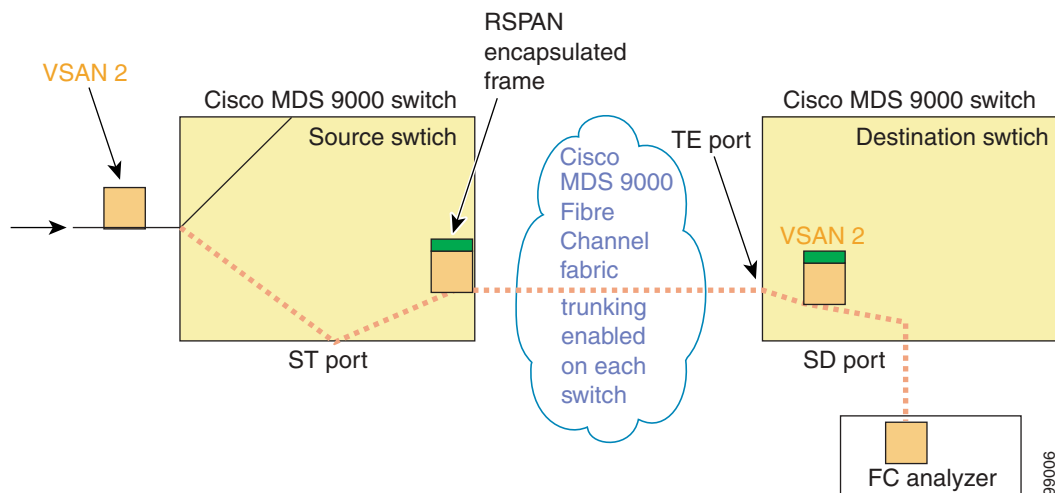 RSPAN
encapsulated
frame
VSAN 2
Cisco MDS 9000 switch
Source swtich
ST port
Cisco
MDS 9000
Fibre
Channel
fabric
trunking
enabled
on each
switch
TE port
Cisco MDS 9000 switch
Destination swtich
VSAN 2
SD port
FC analyzer
99006